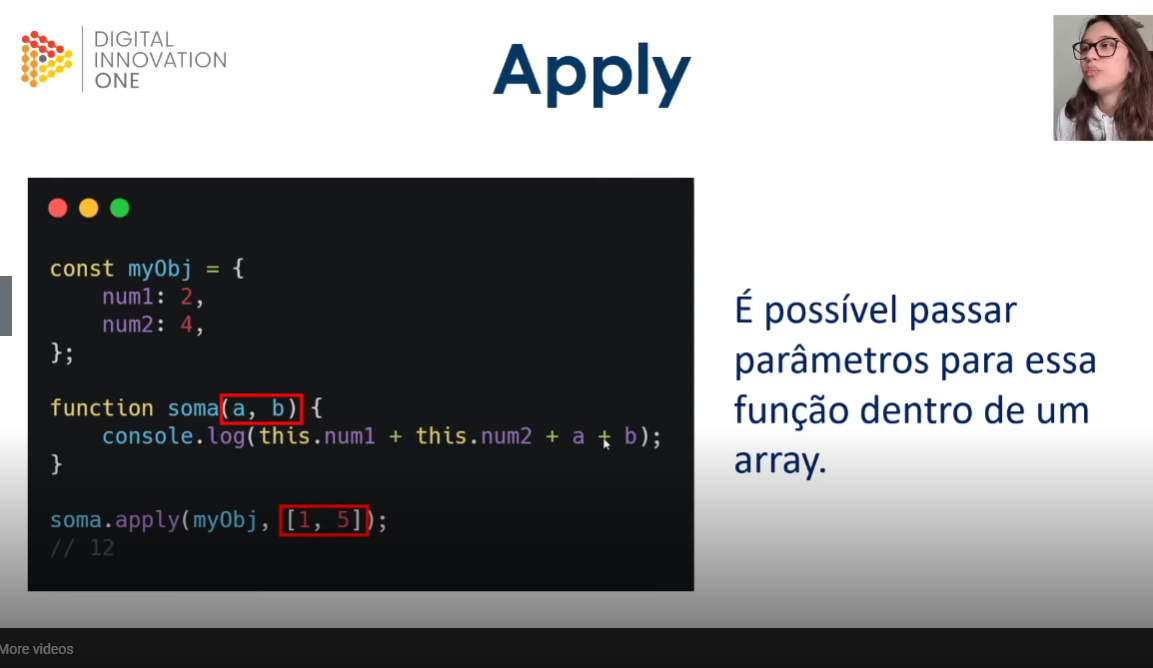 DIGITAL
INNOVATION
ONE
Apply
const myObj = {
    num1: 2,
    num2: 4,
};
function soma(a, b) {
    console.log(this.num1 + this.num2 + a + b);
}
soma.apply(myObj, [1, 5]);
// 12
É possível passar
parâmetros para essa
função dentro de um
array.
More videos